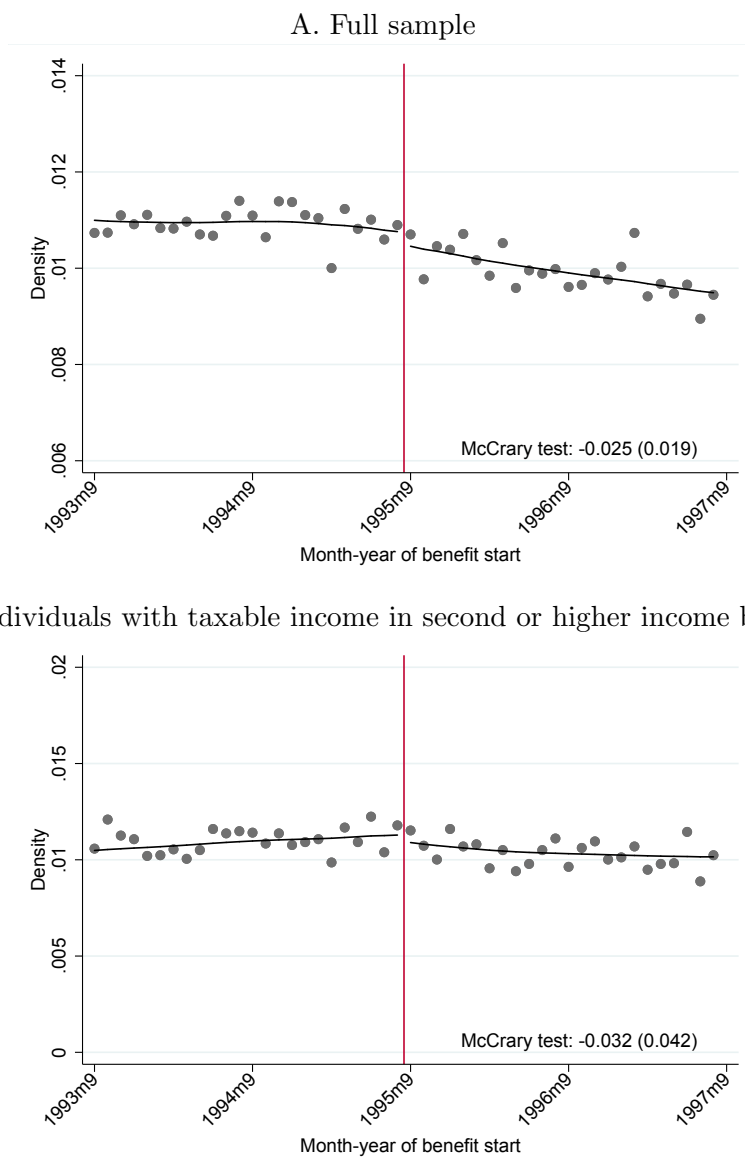 A. Full sample
.014
.012
.01
.008
.006
Density
McCrary test: -0.025 (0.019)
1993m9
1994m9
1995m9
1996m9
1997m9
Month-year of benefit start
dividuals with taxable income in second or higher income
.02
.015
.01
.005
0
Density
McCrary test: -0.032 (0.042)
1993m9
1994m9
1995m9
1996m9
1997m9
Month-year of benefit start